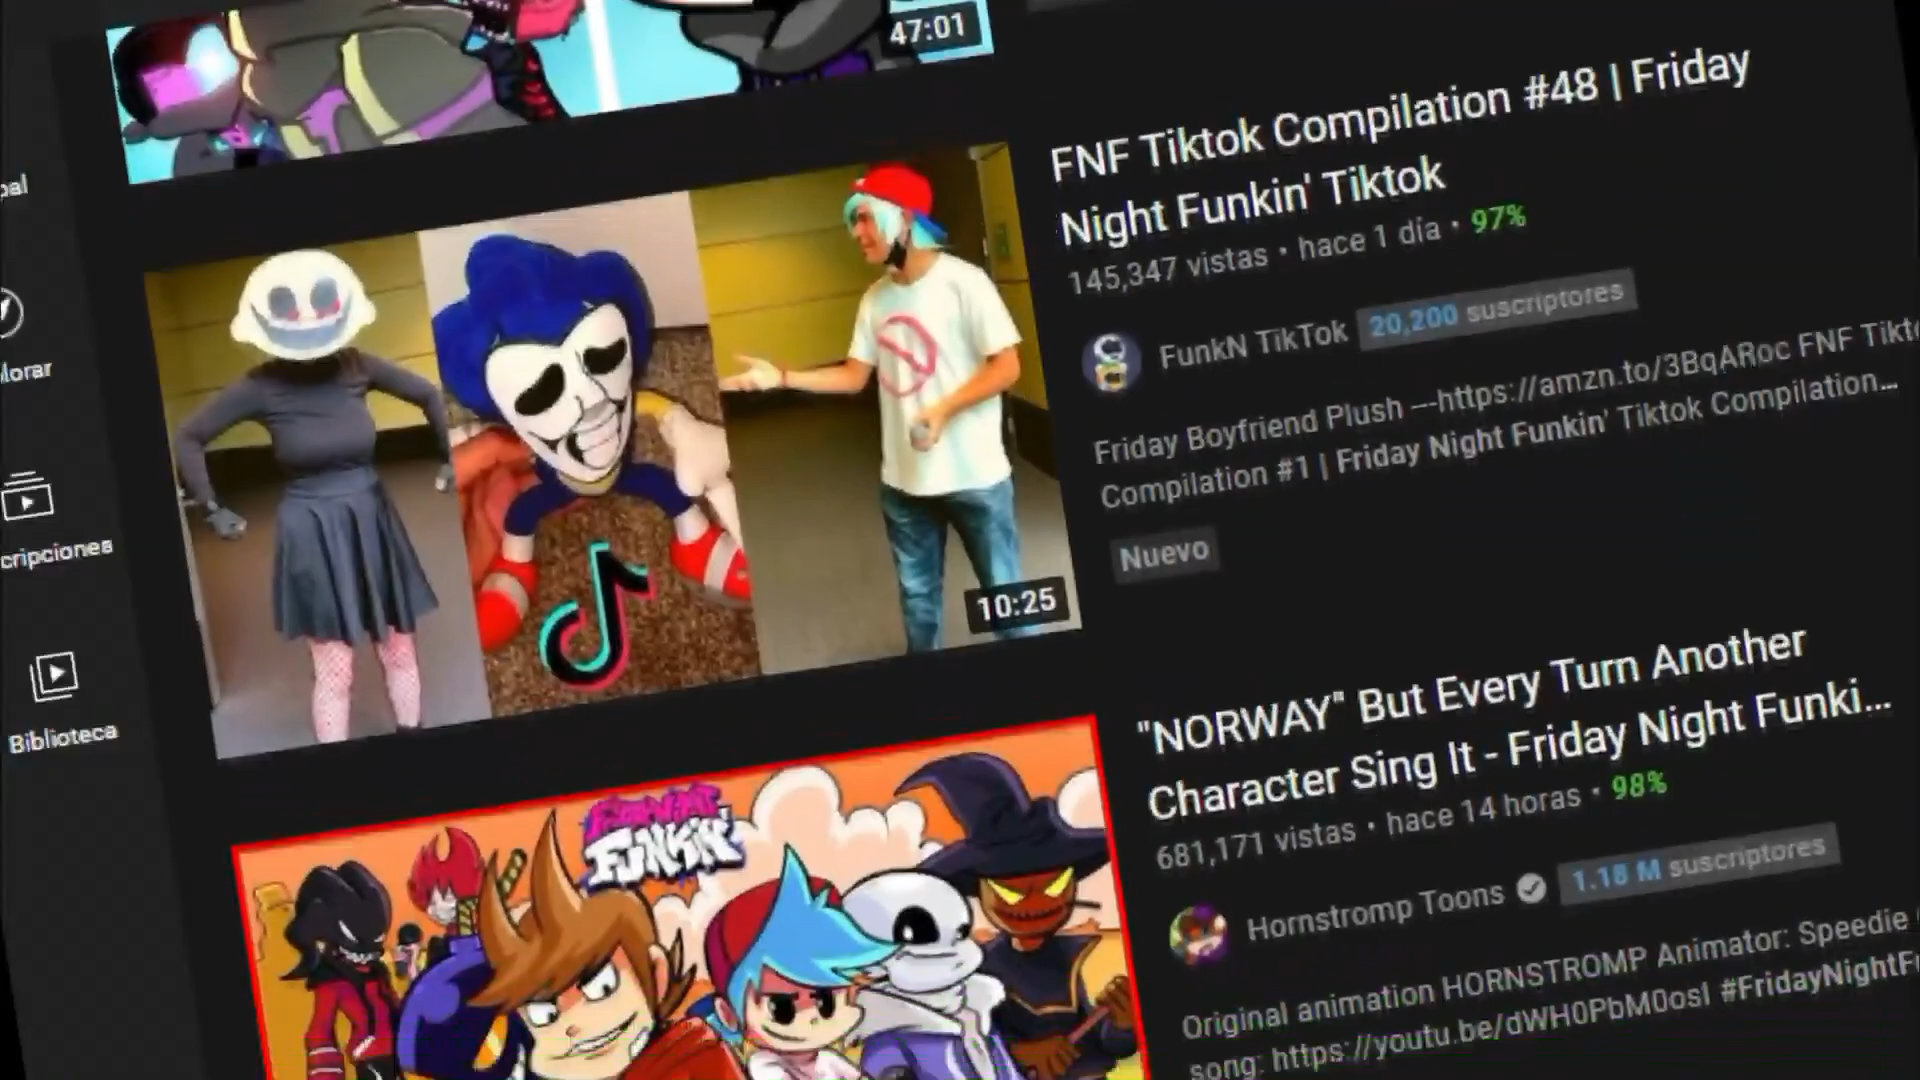 47:01
FNF Tiktok Compilation #48 | Friday
Night Funkin' Tiktok
145,347 vistas • hace 1 día • 97%
FunkN TikTok 20,200 suscriptores
Friday Boyfriend Plush ---https://amzn.to/3BqARoc FNF Tikt
Compilation #1 | Friday Night Funkin' Tiktok Compilation...
Nuevo
10:25
pal
lorar
cripciones
Biblioteca
"NORWAY" But Every Turn Another
Character Sing It - Friday Night Funki...
681,171 vistas • hace 14 horas • 98%
Hornstromp Toons 1.18 M suscriptores
Original animation HORNSTROMP Animator: Speedie
song: https://youtu.be/dWH0PbM0osI #FridayNightF
FRIDAY NIGHT
FUNKIN'